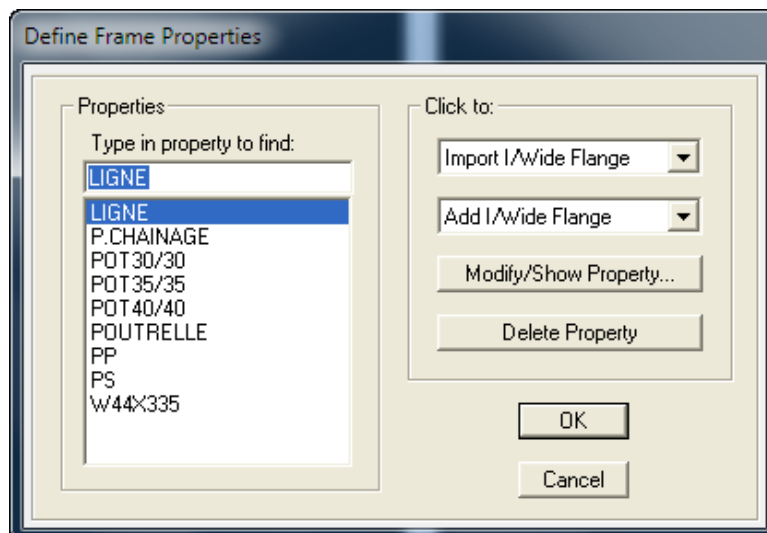 Define Frame Properties
Properties
Type in property to find:
LIGNE
LIGNE
P.CHAINAGE
POT30/30
POT35/35
POT40/40
POUTRELLE
PP
PS
W44X335
Click to:
Import I/Wide Flange
Add I/Wide Flange
Modify/Show Property...
Delete Property
OK
Cancel